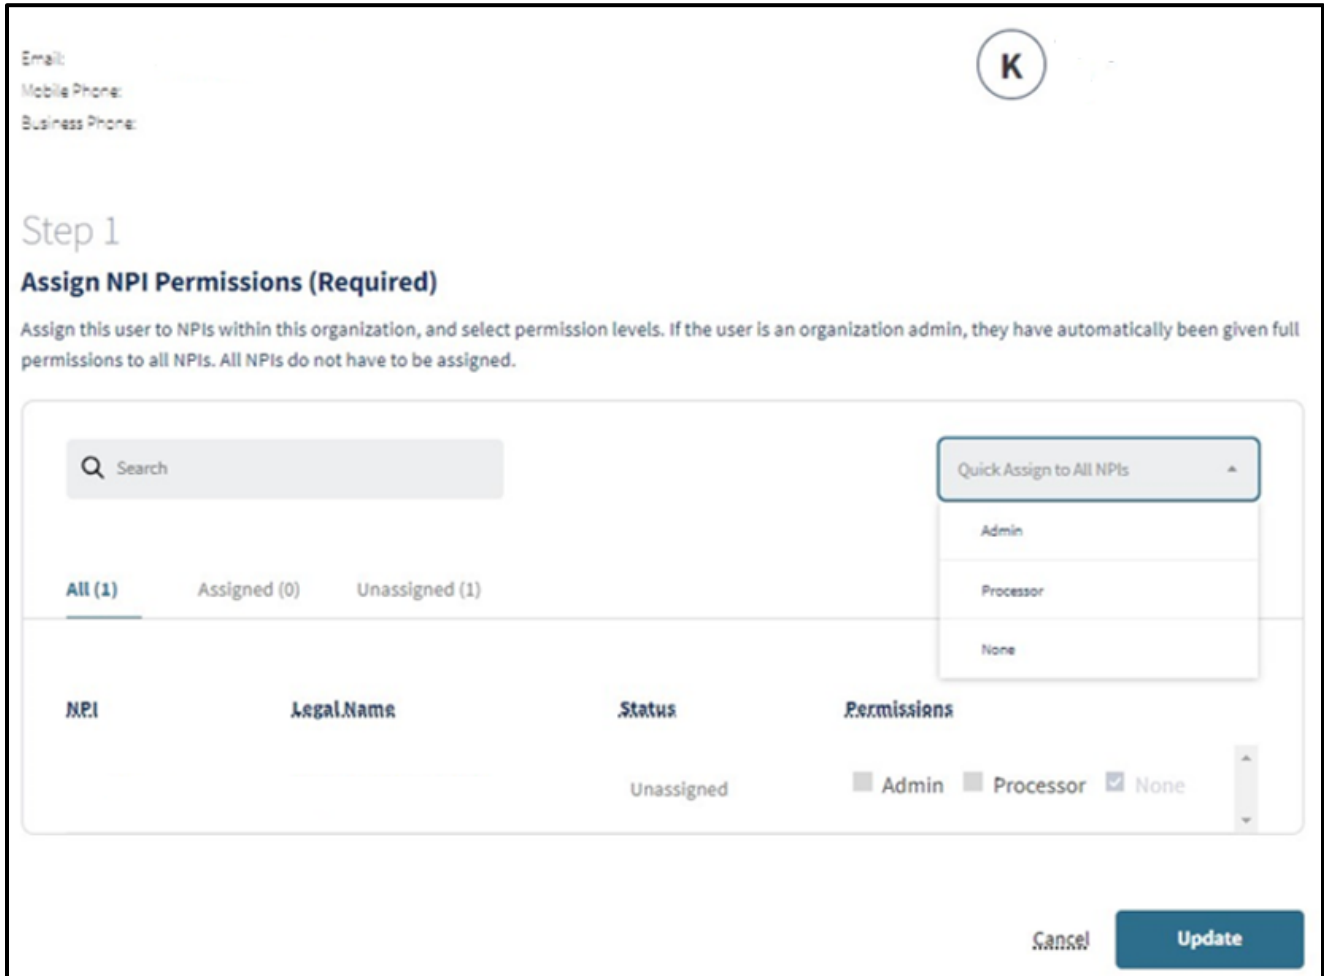 Email:
Mobile Phone:
Business Phone:
K
Step 1
Assign NPI Permissions (Required)
Assign this user to NPIs within this organization, and select permission levels. If the user is an organization admin, they have automatically been given full
permissions to all NPIs. All NPIs do not have to be assigned.
Search
Quick Assign to All NPIs
Admin
Processor
None
All (1) Assigned (0) Unassigned (1)
NPI Legal Name Status Permissions
Unassigned Admin Processor None
Cancel Update